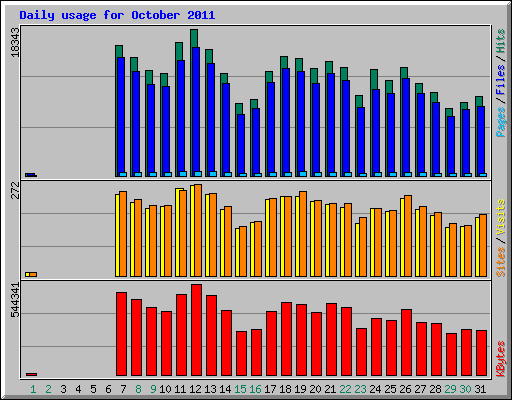 Daily usage for October 2011
18343
Pages / Files / Hits
272
Sites / Visits
544341
KBytes
1 2 3 4 5 6 7 8 9 10 11 12 13 14 15 16 17 18 19 20 21 22 23 24 25 26 27 28 29 30 31